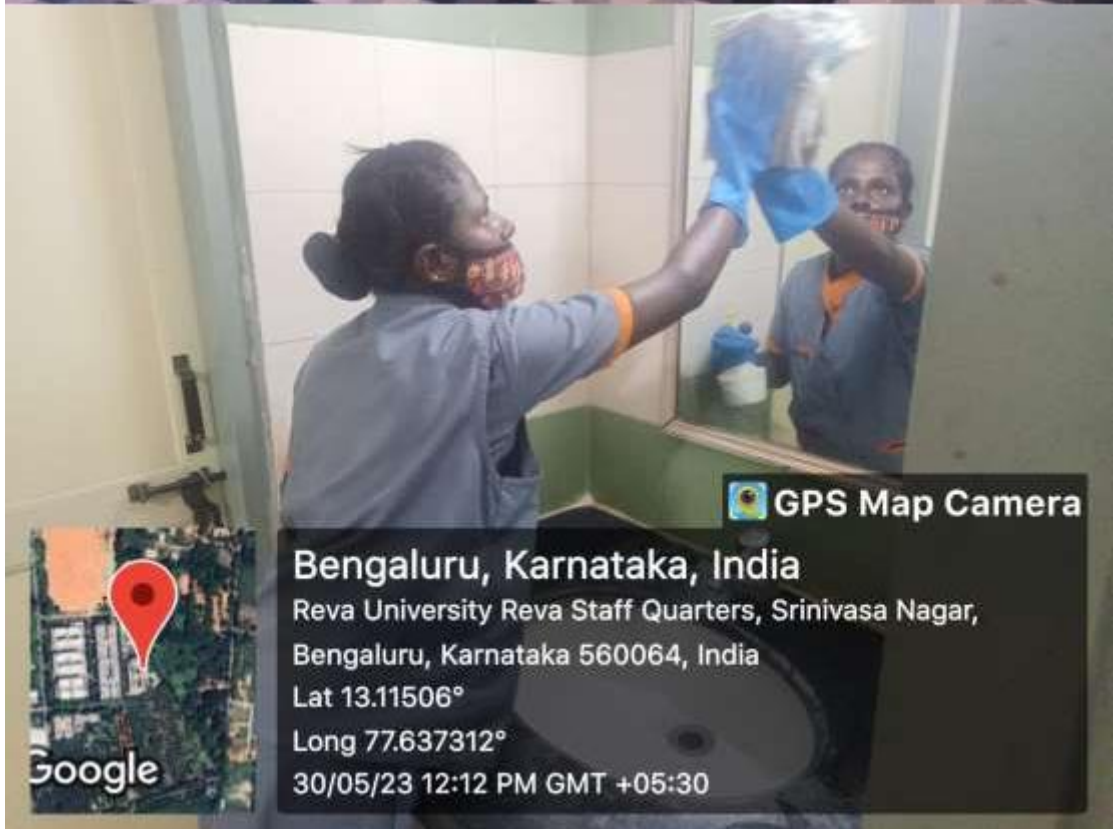 GPS Map Camera
Bengaluru, Karnataka, India
Reva University Reva Staff Quarters, Srinivasa Nagar,
Bengaluru, Karnataka 560064, India
Lat 13.11506°
Long 77.637312°
30/05/23 12:12 PM GMT +05:30
Google